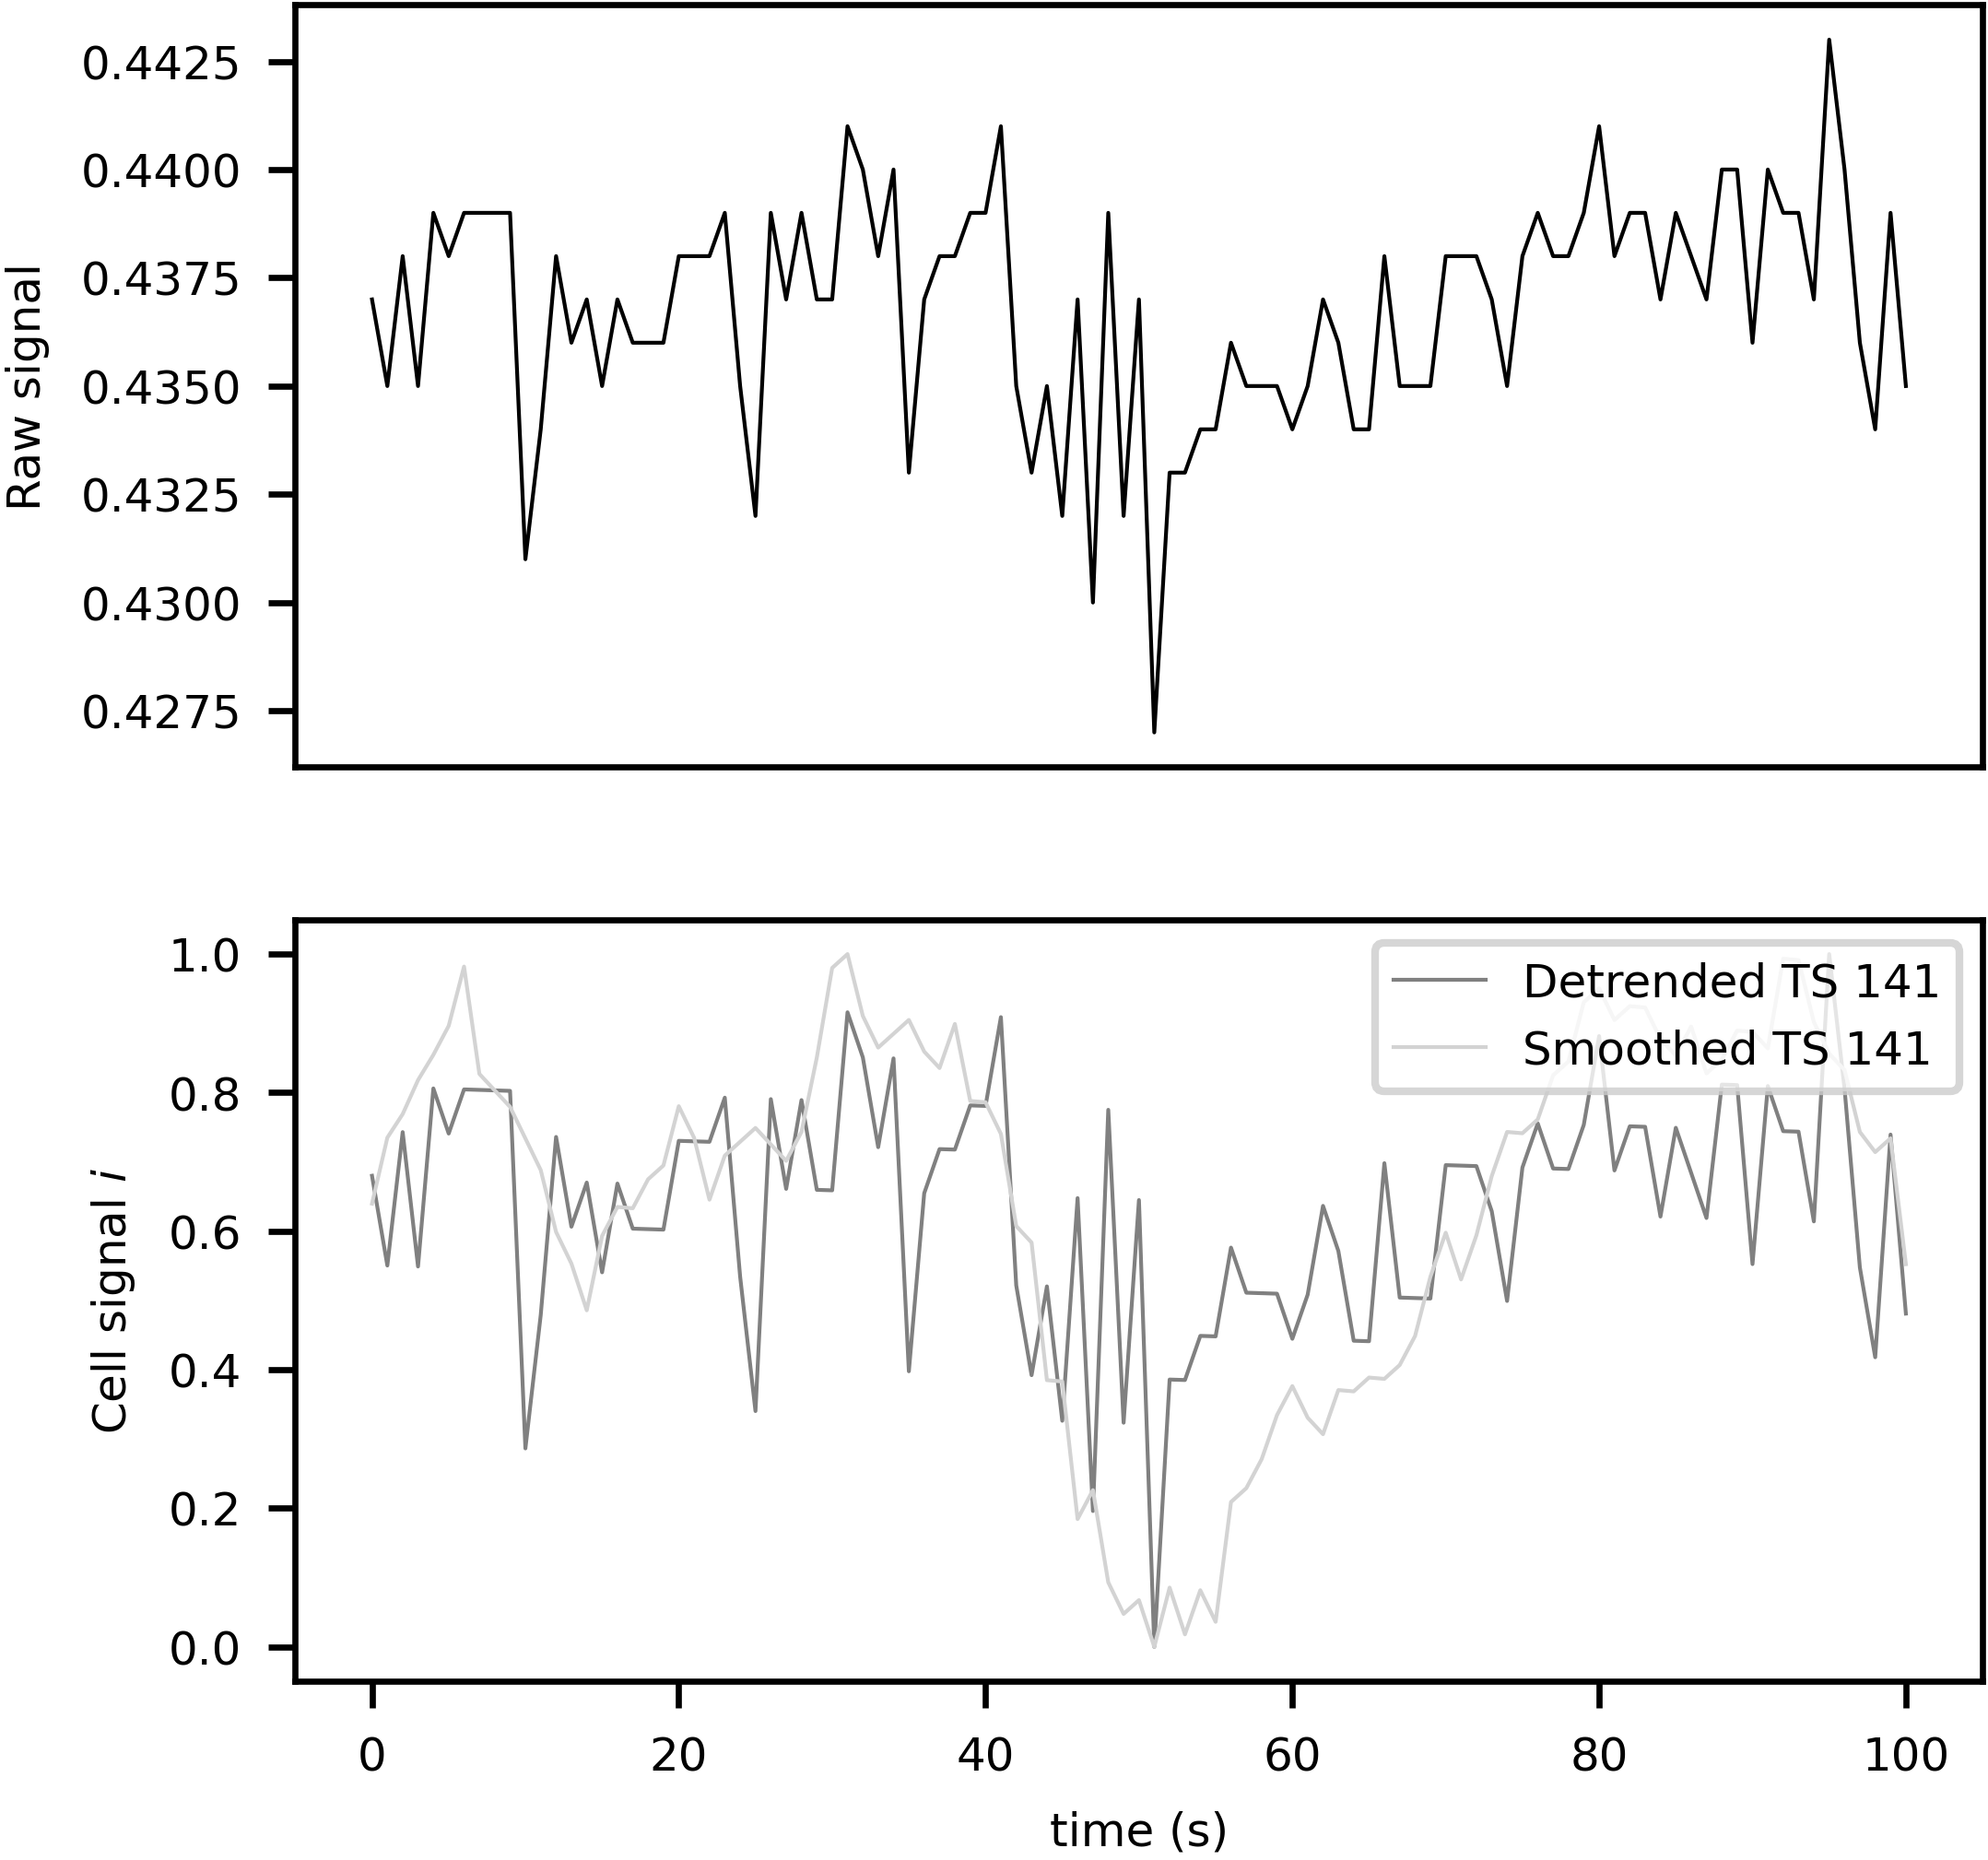 Raw signal
0.4425
0.4400
0.4375
0.4350
0.4325
0.4300
0.4275
Cell signal i
1.0
0.8
0.6
0.4
0.2
0.0
Detrended TS 141
Smoothed TS 141
0 20 40 60 80 100
time (s)